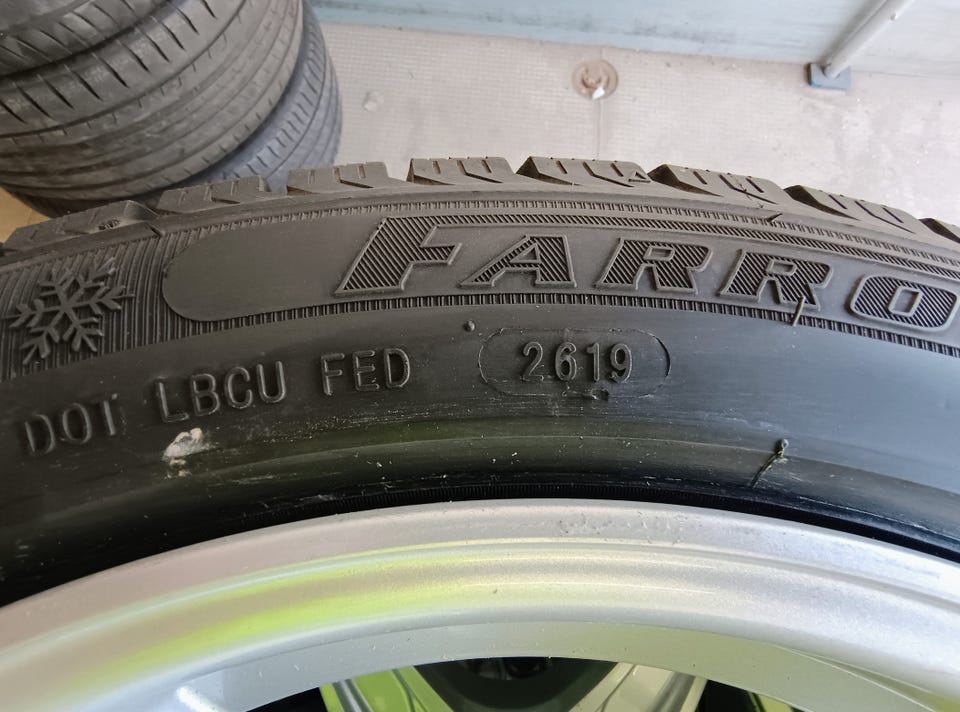 FARRO
DOT LBCU FED 2619